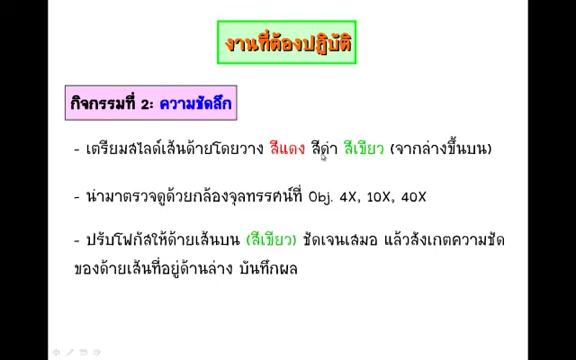 งานที่ต้องปฏิบัติ
กิจกรรมที่ 2: ความชัดลึก
- เตรียมสไลด์เส้นด้ายโดยวาง สีแดง สีดำ สีเขียว (จากล่างขึ้นบน)
- นำมาตรวจดูด้วยกล้องจุลทรรศน์ที่ Obj. 4X, 10X, 40X
- ปรับโฟกัสให้ด้ายเส้นบน (สีเขียว) ชัดเจนเสมอ แล้วสังเกตความชัด
ของด้ายเส้นที่อยู่ด้านล่าง บันทึกผล